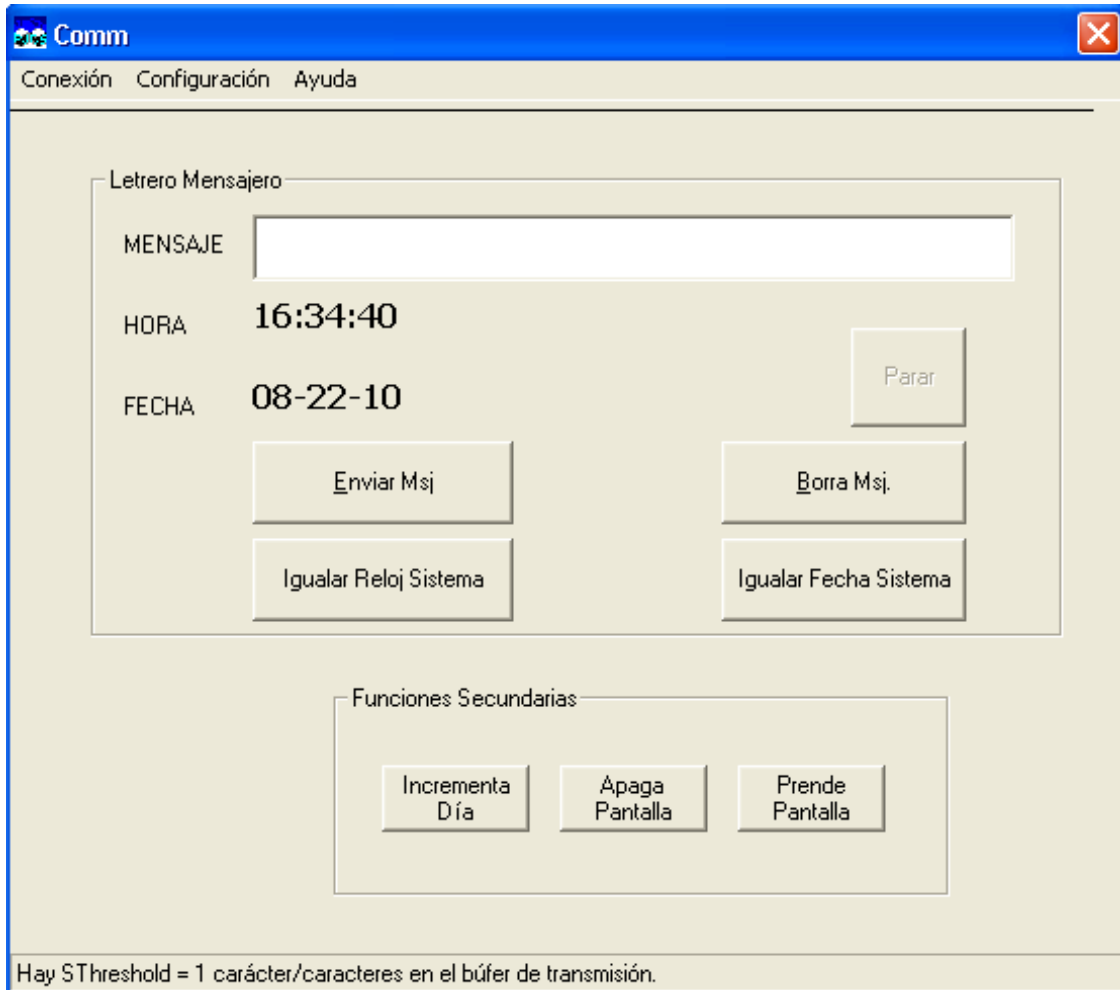 Comm
Conexión Configuración Ayuda
Letrero Mensajero
MENSAJE
HORA 16:34:40
Parar
FECHA 08-22-10
Enviar Msj Borra Msj.
Igualar Reloj Sistema Igualar Fecha Sistema
Funciones Secundarias
Incrementa Apaga Prende
Día Pantalla Pantalla
Hay SThreshold = 1 carácter/caracteres en el búfer de transmisión.